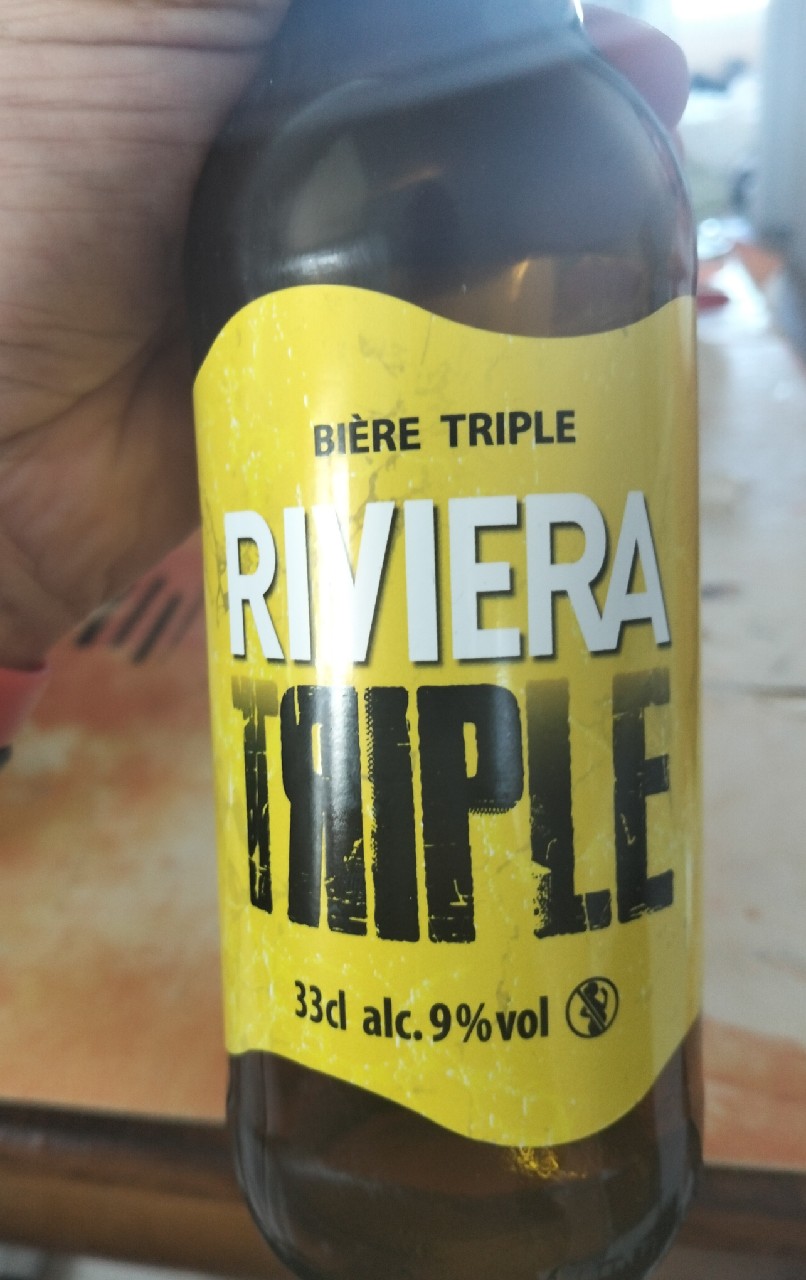 BIÈRE TRIPLE
RIVIERA
TRIPLE
33cl alc. 9% vol